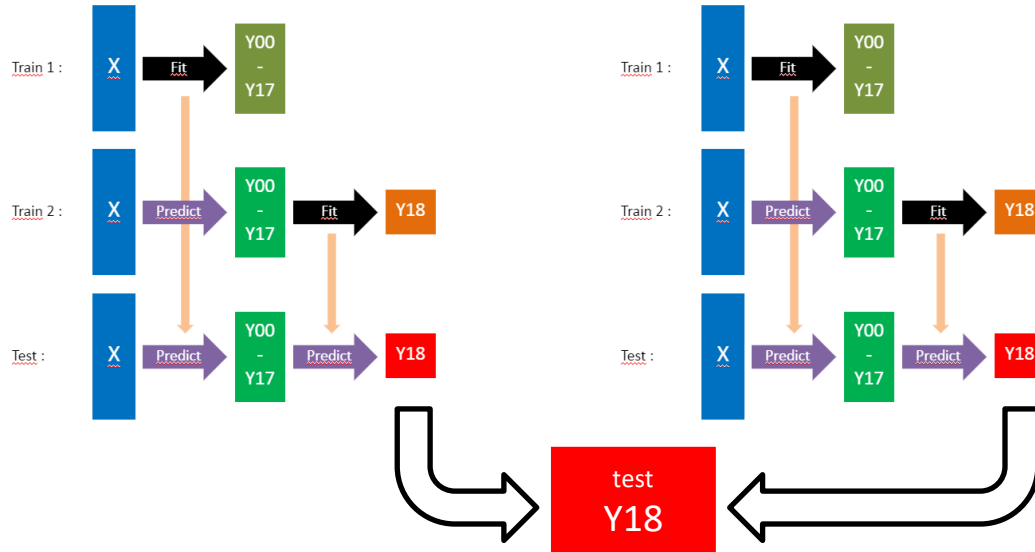 Train 1 :
X
Fit
Y00
-
Y17
Train 2 :
X
Predict
Y00
-
Y17
Fit
Y18
Test :
X
Predict
Y00
-
Y17
Predict
Y18
Train 1 :
X
Fit
Y00
-
Y17
Train 2 :
X
Predict
Y00
-
Y17
Fit
Y18
Test :
X
Predict
Y00
-
Y17
Predict
Y18
test
Y18